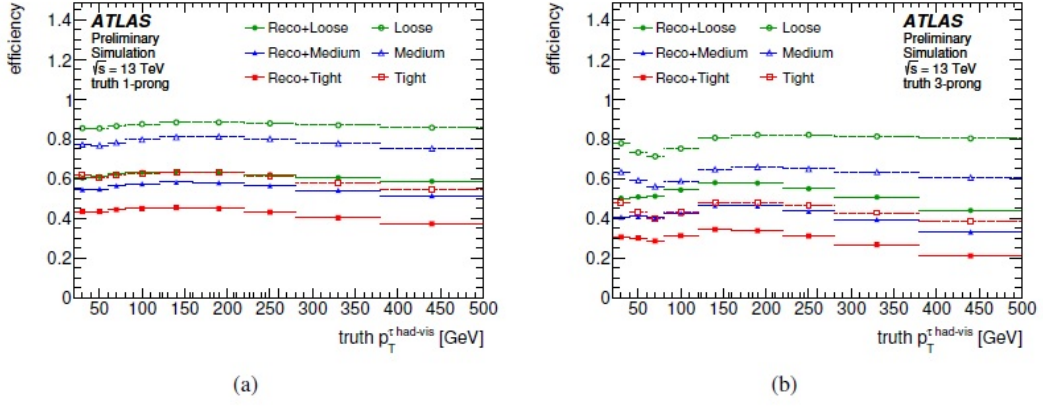 efficiency
1.4
1.2
1
0.8
0.6
0.4
0.2
0
ATLAS
Preliminary
Simulation
√s = 13 TeV
truth 1-prong
Reco+Loose
Reco+Medium
Reco+Tight
Loose
Medium
Tight
50 100 150 200 250 300 350 400 450 500
truth p_T^{τ had-vis} [GeV]
(a)
efficiency
1.4
1.2
1
0.8
0.6
0.4
0.2
0
Reco+Loose
Reco+Medium
Reco+Tight
Loose
Medium
Tight
ATLAS
Preliminary
Simulation
√s = 13 TeV
truth 3-prong
50 100 150 200 250 300 350 400 450 500
truth p_T^{τ had-vis} [GeV]
(b)